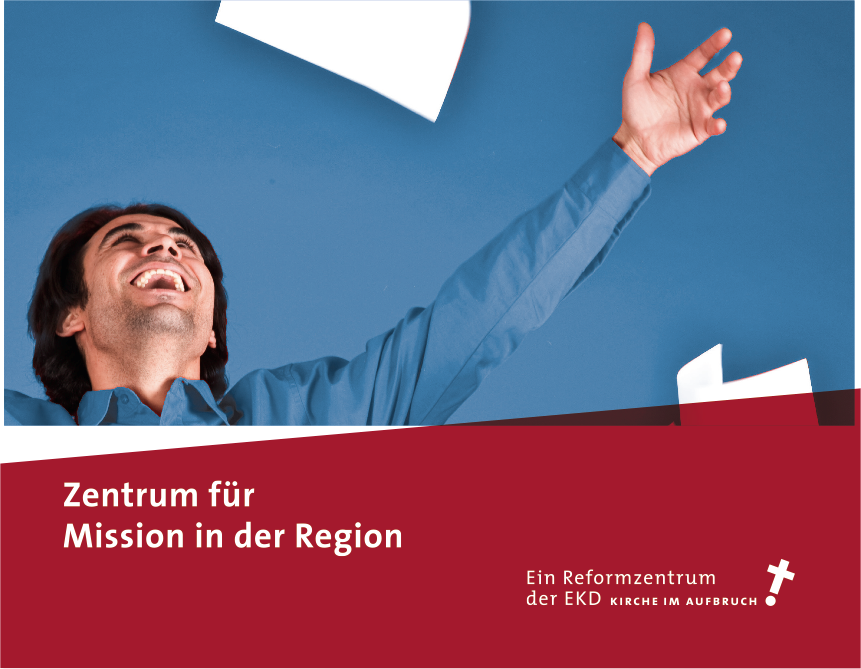 Zentrum für
Mission in der Region
Ein Reformzentrum
der EKD KIRCHE IM AUFBRUCH